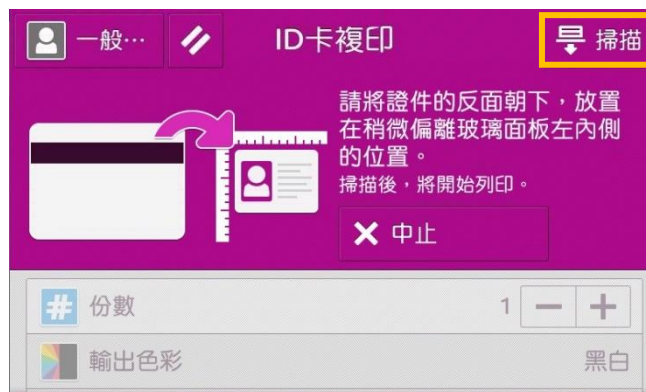 一般⋯
ID卡複印
掃描
請將證件的反面朝下，放置
在稍微偏離玻璃面板左內側
的位置。
掃描後，將開始列印。
中止
份數 1
輸出色彩 黑白